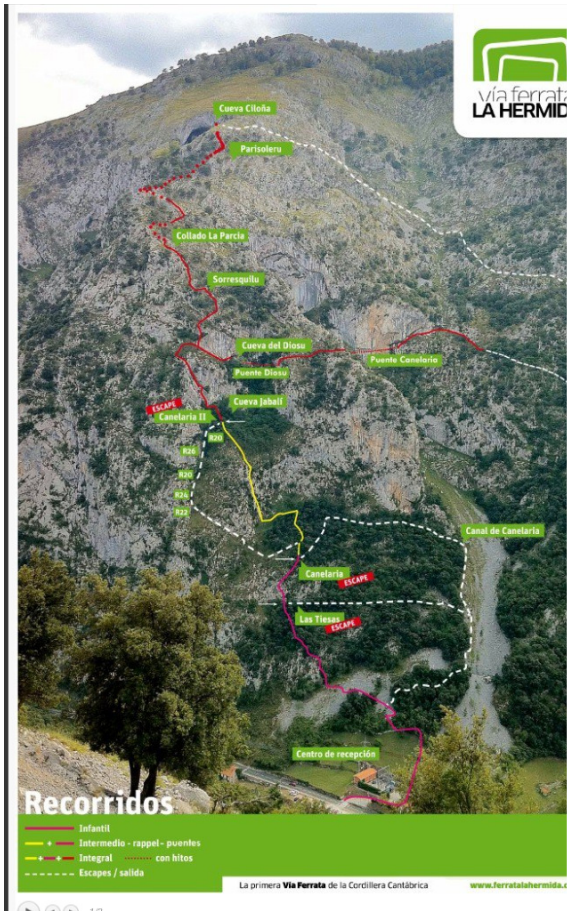 vía ferrata
LA HERMID
Cueva Ciloña
Parisoleru
Collado La Parcia
Sorresquilu
Cueva del Diosu
Puente Canelaria
Puente Diosu
Cueva Jabalí
ESCAPE
Canelaria II
R20
R26
R20
R24
R22
Canal de Canelaria
Canelaria
ESCAPE
Las Tiesas
ESCAPE
Centro de recepción
Recorridos
Infantil
+ Intermedio - rappel - puentes
+ + Integral con hitos
Escapes / salida
La primera Vía Ferrata de la Cordillera Cantábrica
www.ferratalahermida.c